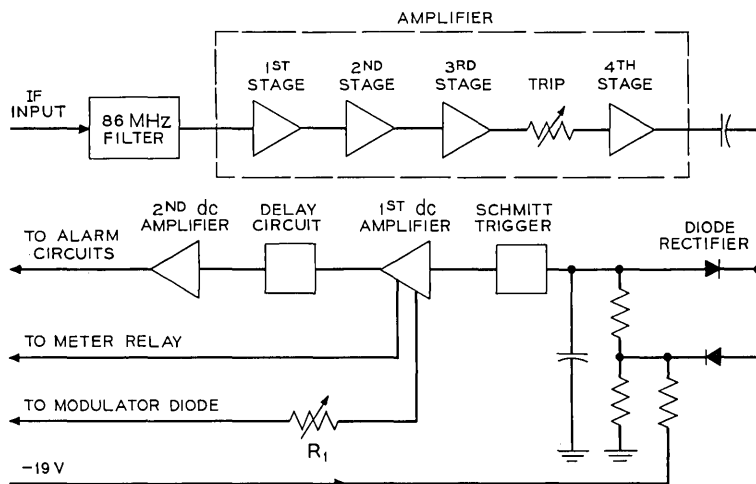 AMPLIFIER
1ST
STAGE
2ND
STAGE
3RD
STAGE
TRIP
4TH
STAGE
IF
INPUT
86 MHz
FILTER
2ND dc
AMPLIFIER
DELAY
CIRCUIT
1ST dc
AMPLIFIER
SCHMITT
TRIGGER
DIODE
RECTIFIER
TO ALARM
CIRCUITS
TO METER RELAY
TO MODULATOR DIODE
R1
-19 V